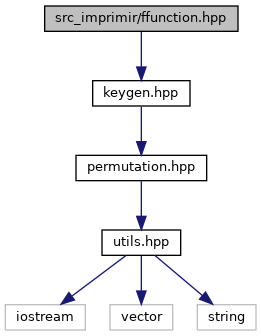 src_imprimir/ffunction.hpp
keygen.hpp
permutation.hpp
utils.hpp
iostream vector string